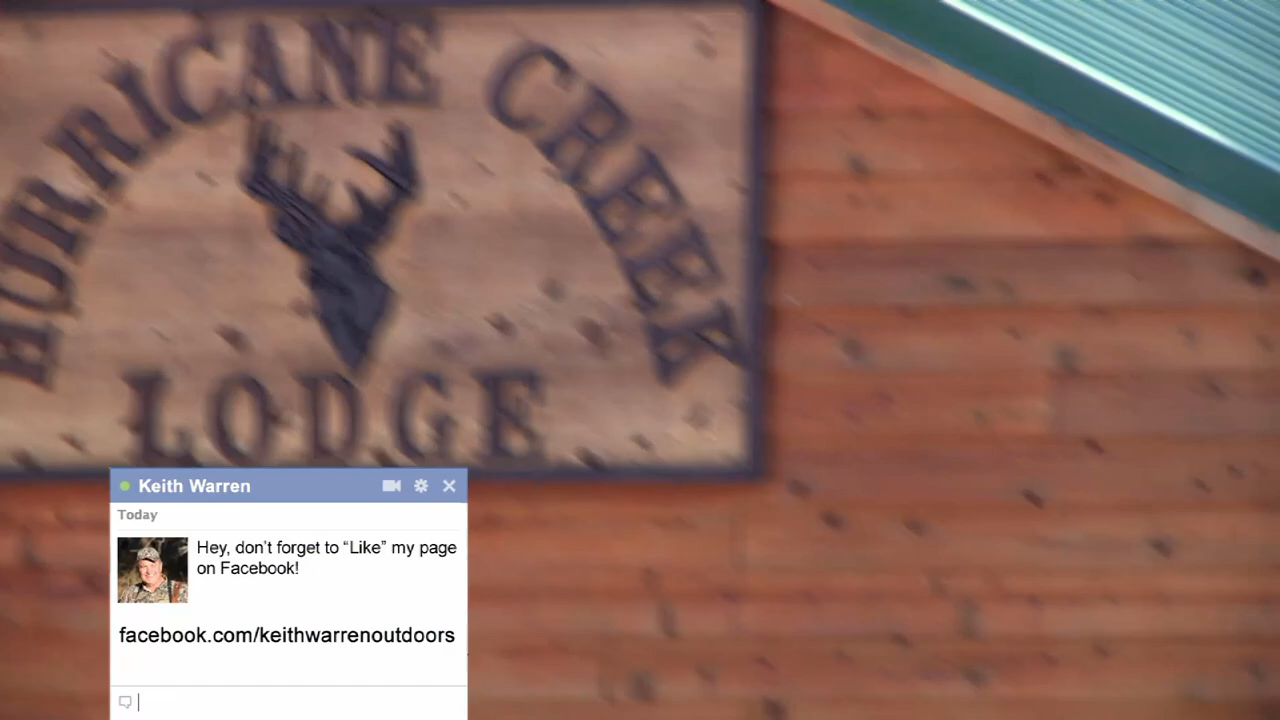 HURRICANE CREEK
LODGE
Keith Warren
Today
Hey, don’t forget to “Like” my page
on Facebook!
facebook.com/keithwarrenoutdoors